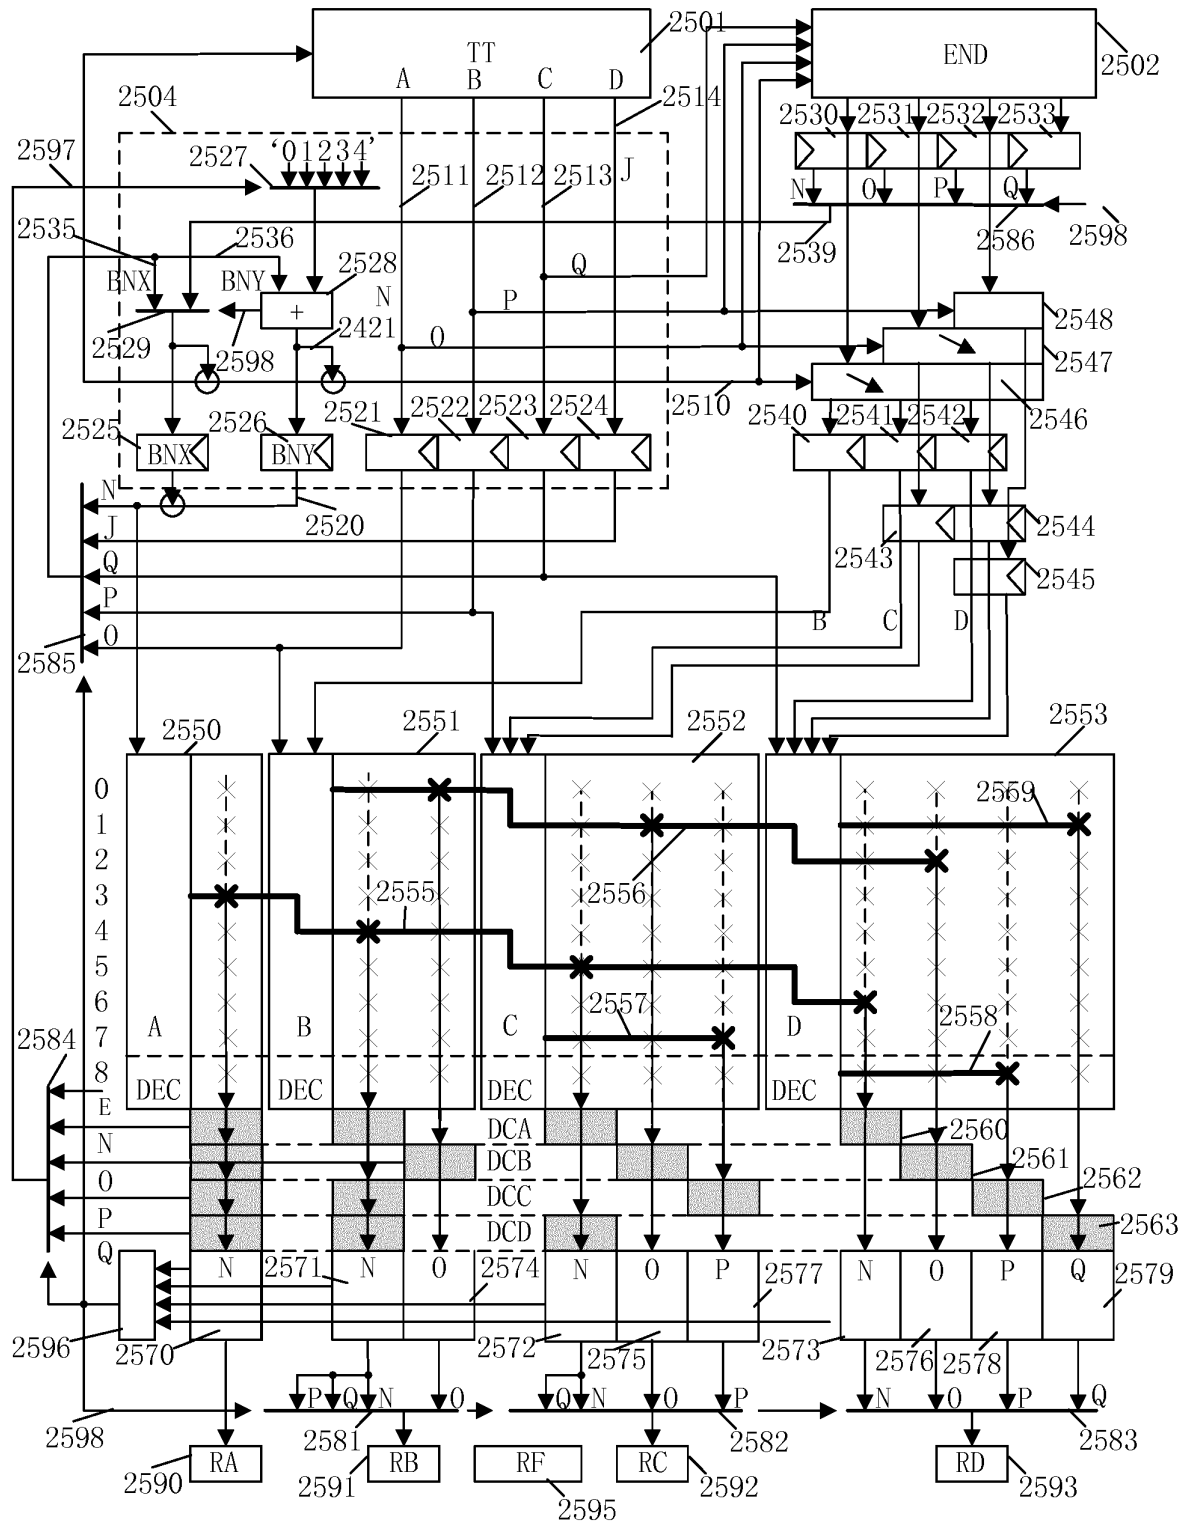 2501
TT
A B C D
END
2502
2504
2514
2530 2531 2532 2533
2597
2527
'01234'
2511 2512 2513 J
N O P Q
2535
2536
2539
2586
2598
BNX
BNY
2528
N
Q
P
2529
+
2598
2421
O
2548
2547
2510
2546
2525
2526
2521
2522
2523
2524
2540
2541
2542
BNX
BNY
N
2520
J
2543
2544
Q
2545
P
B C D
O
2585
2550
2551
2552
2553
0
1
2
3
4
5
6
7
8
2559
2556
2555
2557
2558
A
B
C
D
2584
DEC
DEC
DEC
DEC
E
N
O
P
Q
DCA
DCB
DCC
DCD
2560
2561
2562
2563
N
2571
N O
2574
N O P
2577
N O P Q
2579
2596
2570
2572
2575
2573
2576
2578
P Q N O
Q N O P
N O P Q
2598
2581
2582
2583
RA
RB
RF
RC
RD
2590
2591
2595
2592
2593